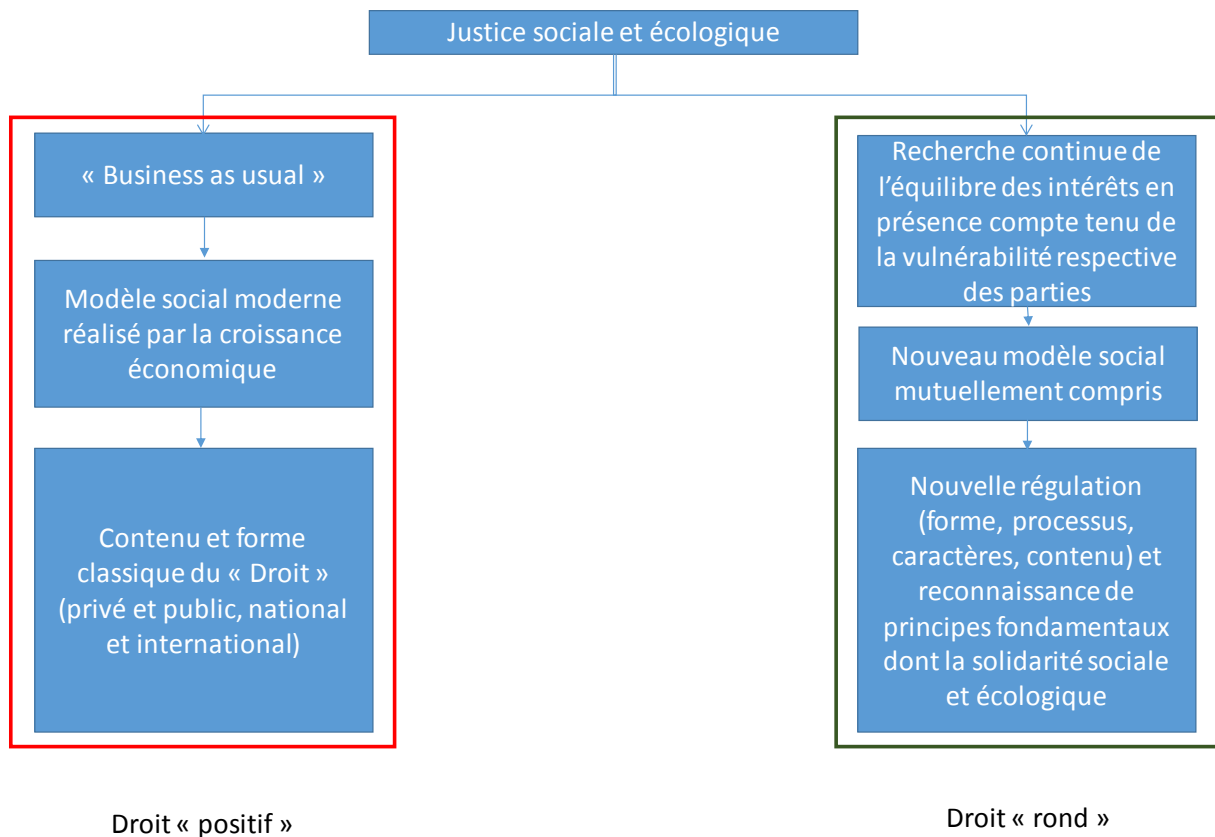 Justice sociale et écologique
« Business as usual »
Modèle social moderne
réalisé par la croissance
économique
Contenu et forme
classique du « Droit »
(privé et public, national
et international)
Droit « positif »
Recherche continue de
l’équilibre des intérêts en
présence compte tenu de
la vulnérabilité respective
des parties
Nouveau modèle social
mutuellement compris
Nouvelle régulation
(forme, processus,
caractères, contenu) et
reconnaissance de
principes fondamentaux
dont la solidarité sociale
et écologique
Droit « rond »